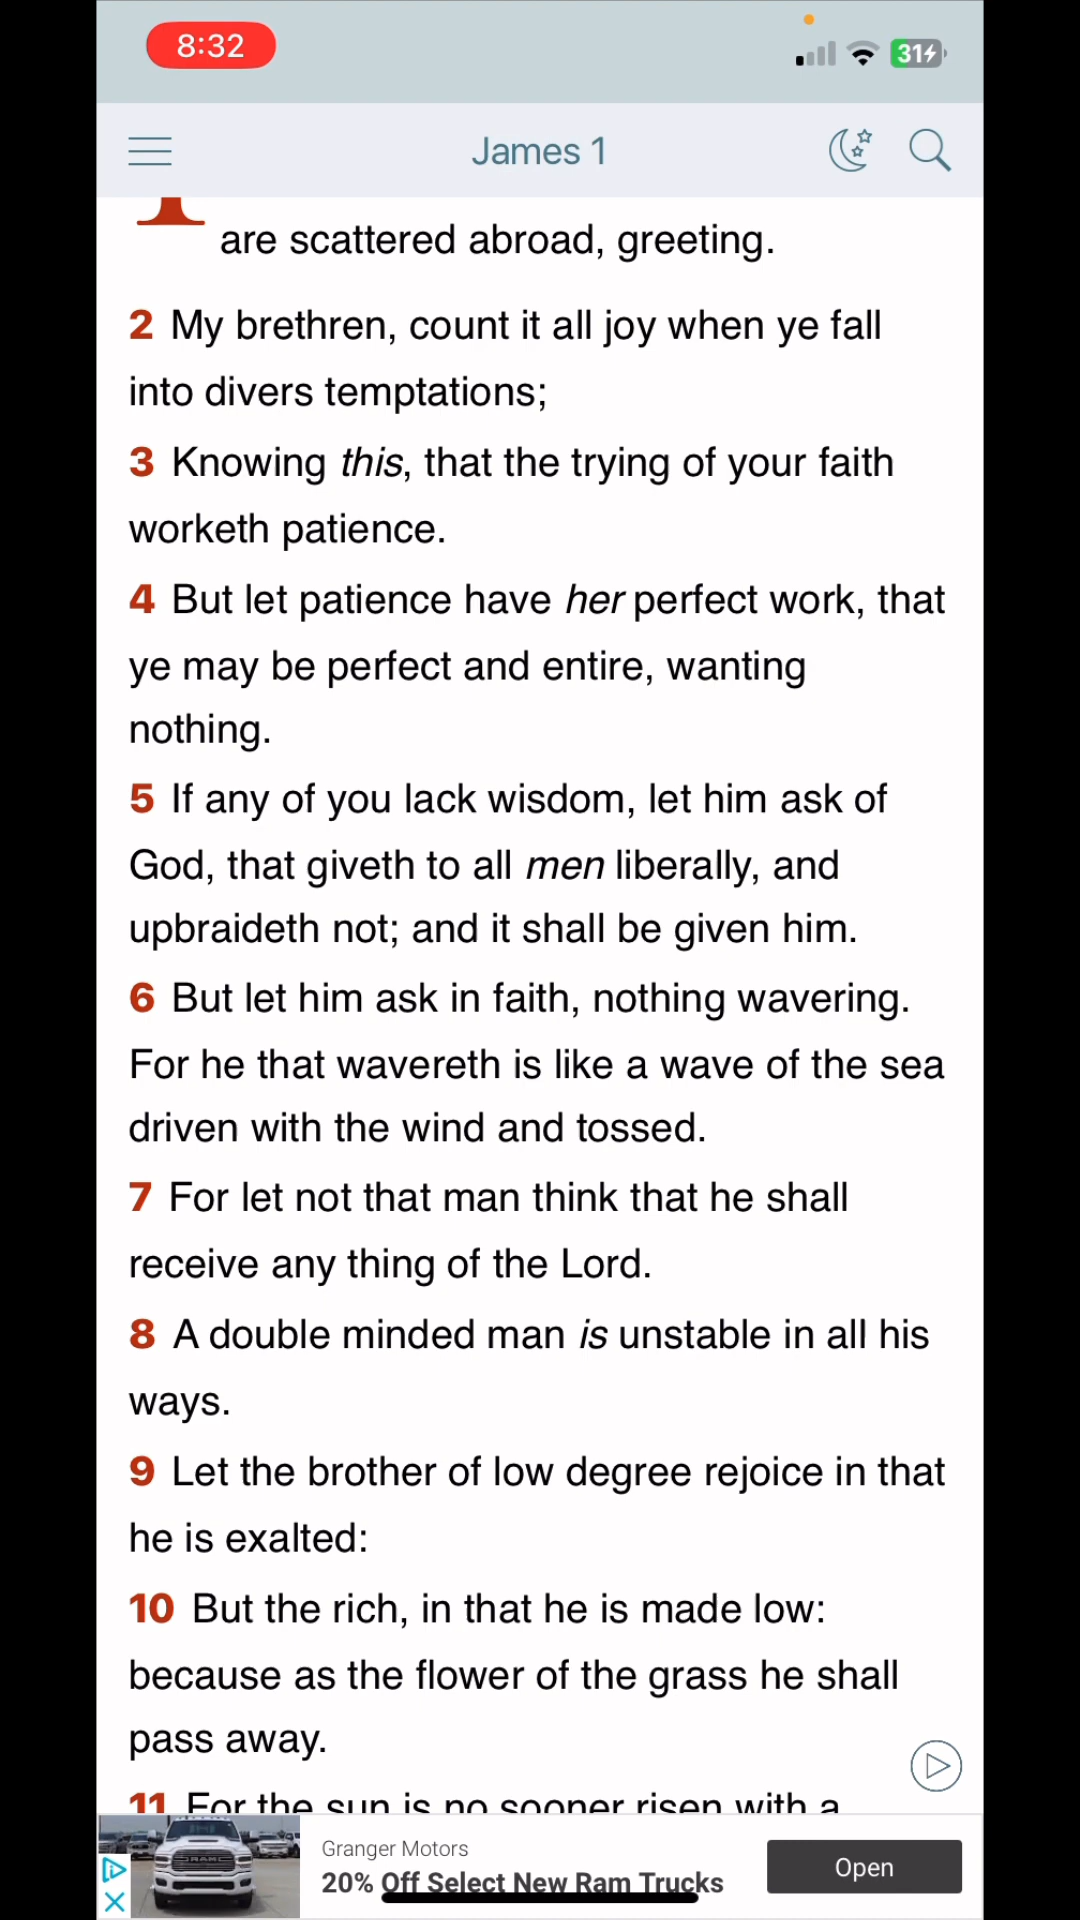 8:32
31
James 1
are scattered abroad, greeting.
2 My brethren, count it all joy when ye fall
into divers temptations;
3 Knowing this, that the trying of your faith
worketh patience.
4 But let patience have her perfect work, that
ye may be perfect and entire, wanting
nothing.
5 If any of you lack wisdom, let him ask of
God, that giveth to all men liberally, and
upbraideth not; and it shall be given him.
6 But let him ask in faith, nothing wavering.
For he that wavereth is like a wave of the sea
driven with the wind and tossed.
7 For let not that man think that he shall
receive any thing of the Lord.
8 A double minded man is unstable in all his
ways.
9 Let the brother of low degree rejoice in that
he is exalted:
10 But the rich, in that he is made low:
because as the flower of the grass he shall
pass away.
11 For the sun is no sooner risen with a
RAM
Granger Motors
20% Off Select New Ram Trucks
Open